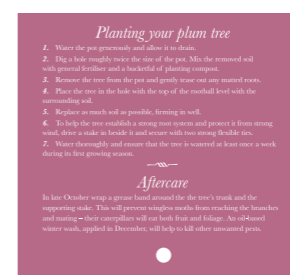 Planting your plum tree
1. Water the pot generously and allow it to drain.
2. Dig a hole roughly twice the size of the pot. Mix the removed soil
with general fertiliser and a bucketful of planting compost.
3. Remove the tree from the pot and gently tease out any matted roots.
4. Place the tree in the hole with the top of the rootball level with the
surrounding soil.
5. Replace as much soil as possible, firming in well.
6. To help the tree establish a strong root system and protect it from strong
wind, drive a stake in beside it and secure with two strong flexible ties.
7. Water thoroughly and ensure that the tree is watered at least once a week
during its first growing season.
Aftercare
In late October wrap a grease band around the the tree's trunk and the
supporting stake. This will prevent wingless moths from reaching the branches
and mating – their caterpillars will eat both fruit and foliage. An oil-based
winter wash, applied in December, will help to kill other unwanted pests.